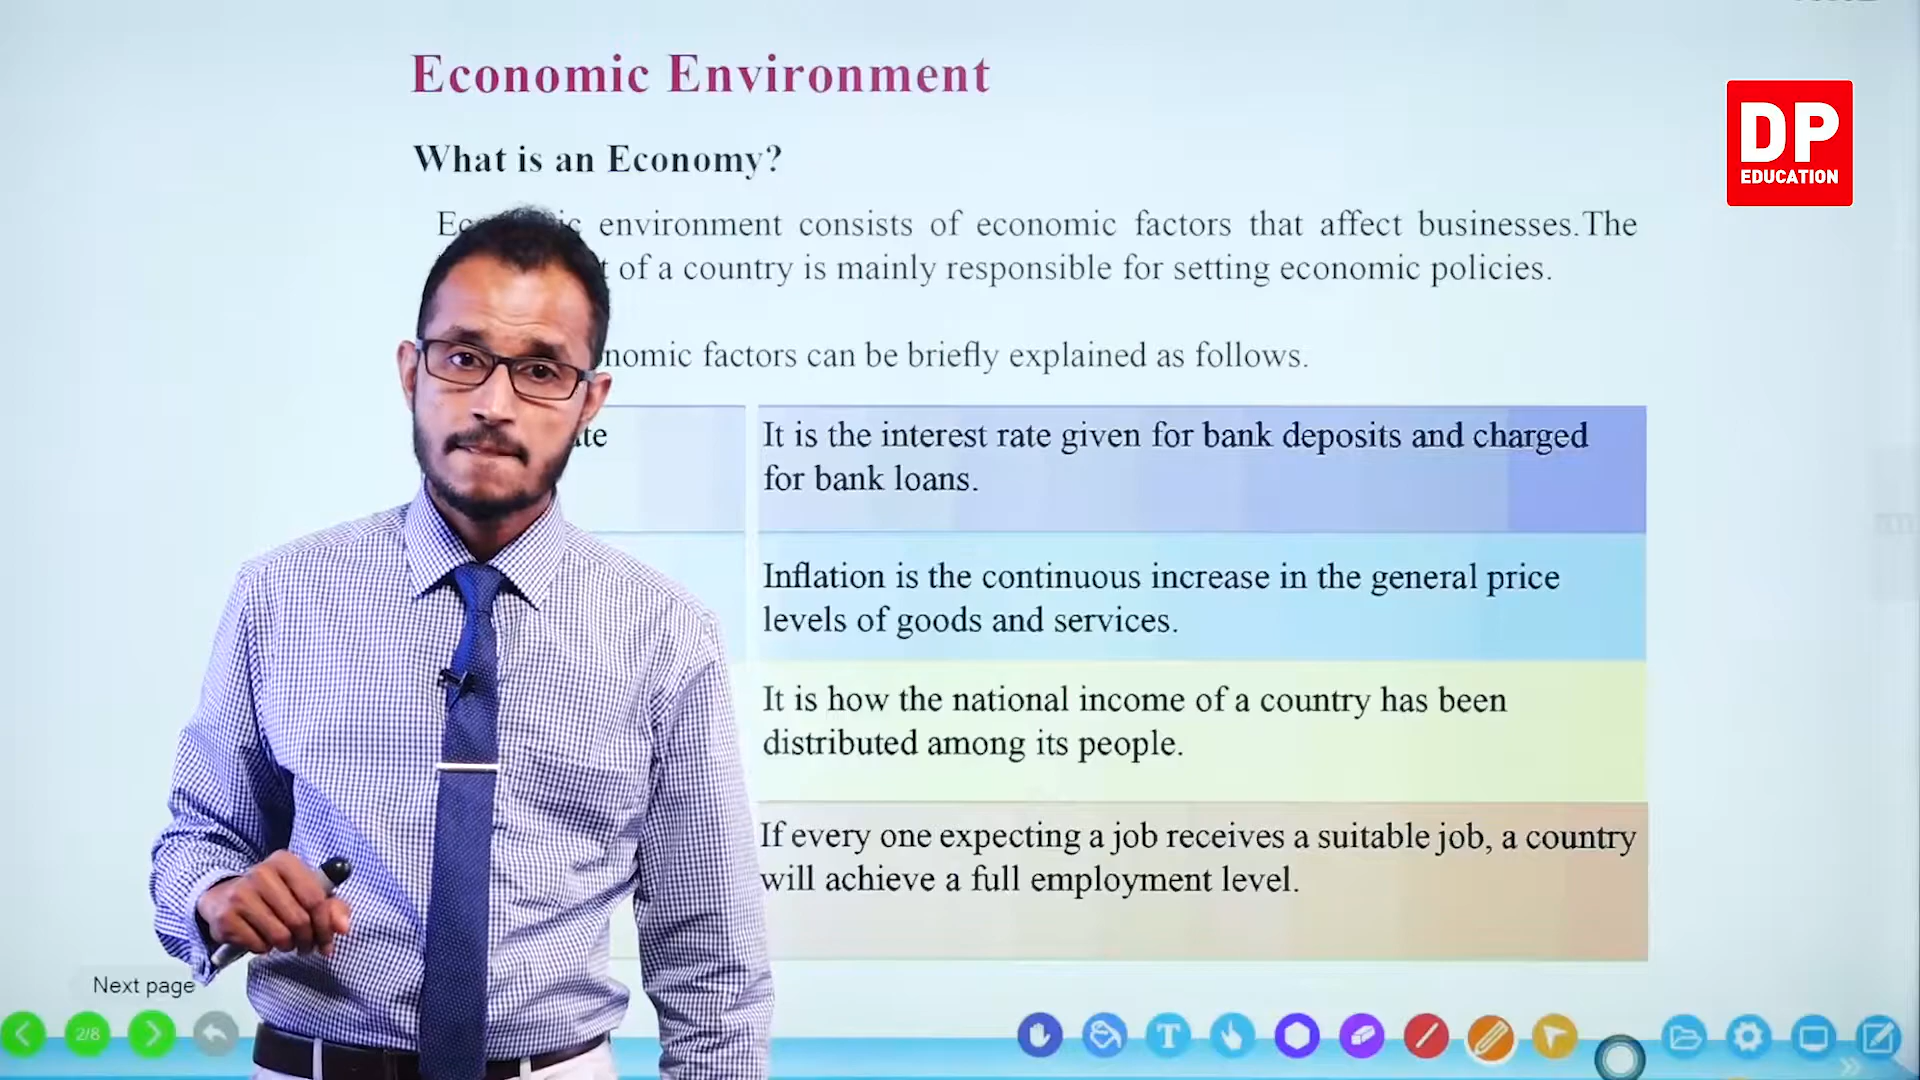 Economic Environment
DP
EDUCATION
What is an Economy?
environment consists of economic factors that affect businesses.The
of a country is mainly responsible for setting economic policies.
factors can be briefly explained as follows.
It is the interest rate given for bank deposits and charged
for bank loans.
Inflation is the continuous increase in the general price
levels of goods and services.
It is how the national income of a country has been
distributed among its people.
If every one expecting a job receives a suitable job, a country
will achieve a full employment level.
Next page
2/8
T